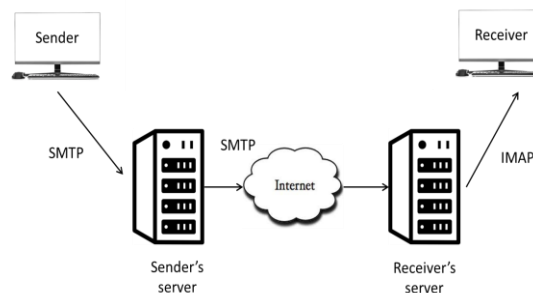 Sender
Receiver
SMTP
SMTP
Internet
IMAP
Sender's
server
Receiver's
server